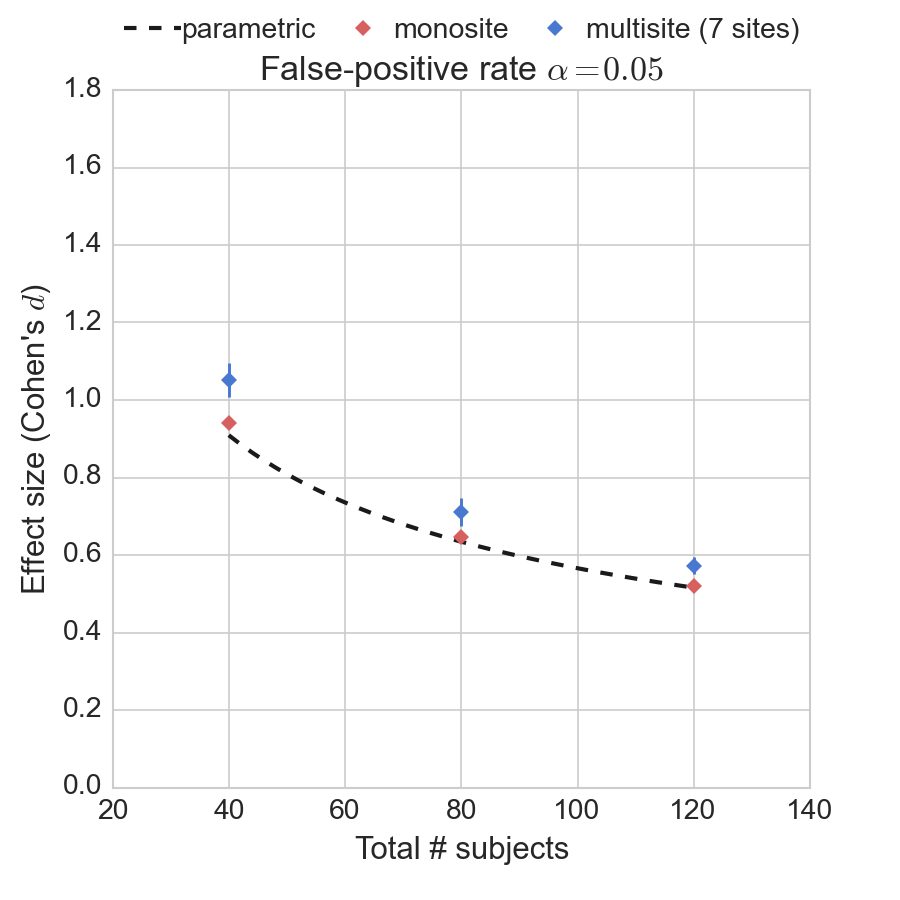 parametric monosite multisite (7 sites)
False-positive rate α=0.05
1.8
1.6
1.4
1.2
1.0
0.8
0.6
0.4
0.2
0.0
Effect size (Cohen's d)
20 40 60 80 100 120 140
Total # subjects